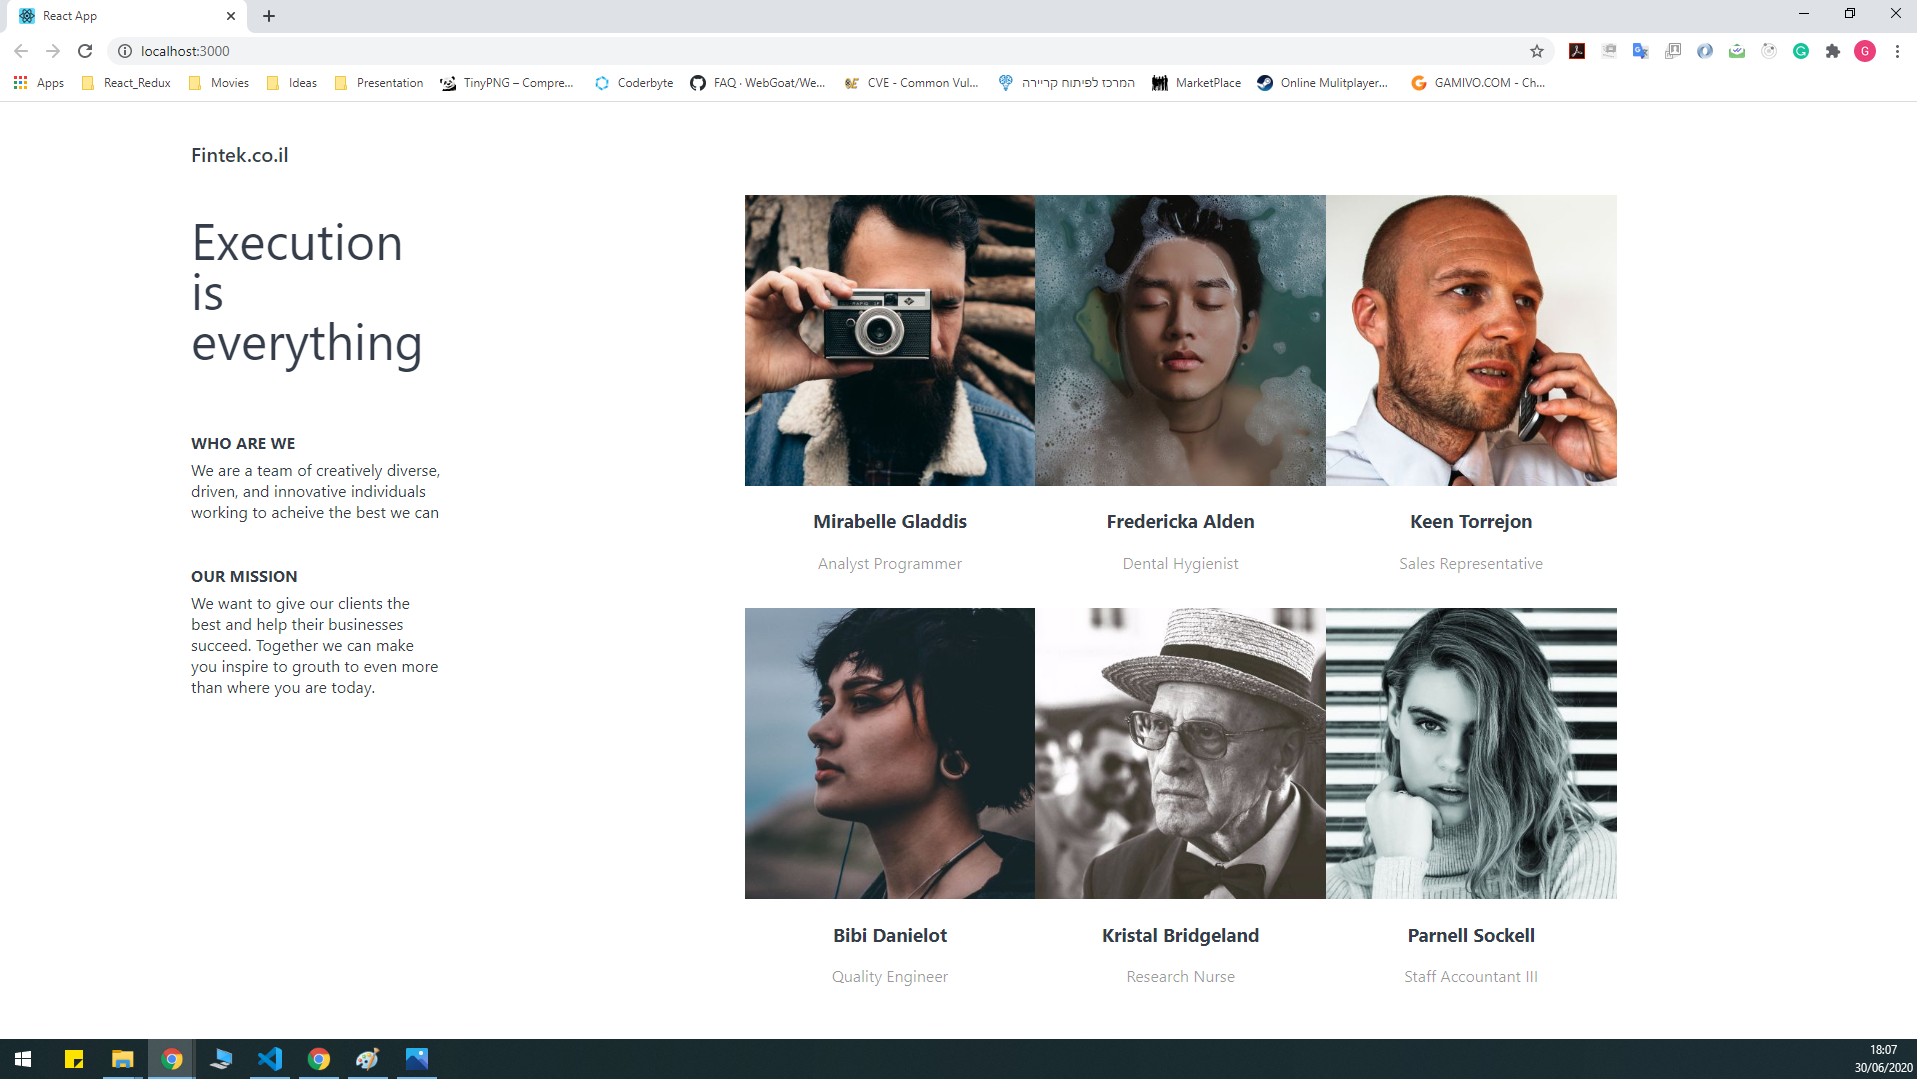 React App
localhost:3000
G
Apps
React_Redux
Movies
Ideas
Presentation
TinyPNG – Compre...
Coderbyte
FAQ · WebGoat/We...
CVE - Common Vul...
המרכז לפיתוח קריירה
MarketPlace
Online Mulitplayer...
GAMIVO.COM - Ch...
Fintek.co.il
Execution
is
everything
WHO ARE WE
We are a team of creatively diverse,
driven, and innovative individuals
working to acheive the best we can
OUR MISSION
We want to give our clients the
best and help their businesses
succeed. Together we can make
you inspire to grouth to even more
than where you are today.
Mirabelle Gladdis
Analyst Programmer
Fredericka Alden
Dental Hygienist
Keen Torrejon
Sales Representative
Bibi Danielot
Quality Engineer
Kristal Bridgeland
Research Nurse
Parnell Sockell
Staff Accountant III
18:07
30/06/2020